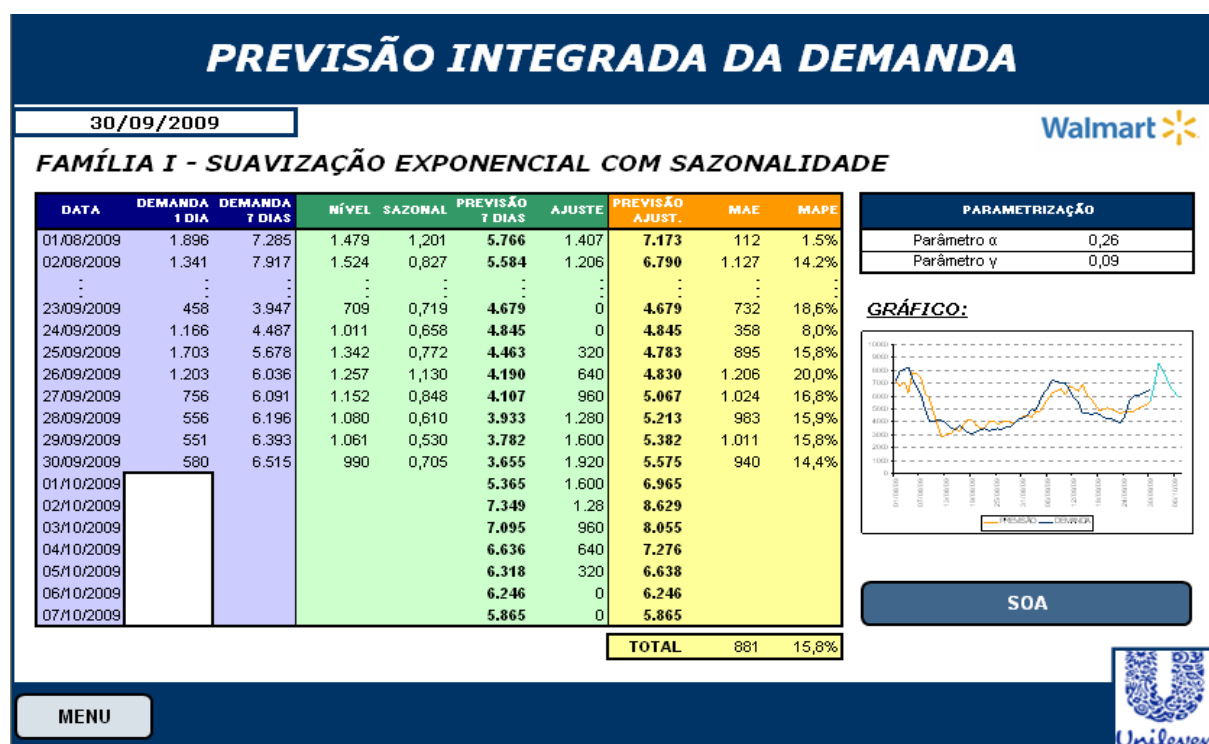 PREVISÃO INTEGRADA DA DEMANDA
30/09/2009
Walmart
FAMÍLIA I - SUAVIZAÇÃO EXPONENCIAL COM SAZONALIDADE
DATA DEMANDA 1 DIA DEMANDA 7 DIAS NÍVEL SAZONAL PREVISÃO 7 DIAS AJUSTE PREVISÃO AJUST. MAE MAPE
01/08/2009 1.896 7.285 1.479 1,201 5.766 1.407 7.173 112 1.5%
02/08/2009 1.341 7.917 1.524 0,827 5.584 1.206 6.790 1.127 14.2%
: : : : : : : : : :
23/09/2009 458 3.947 709 0,719 4.679 0 4.679 732 18,6%
24/09/2009 1.166 4.487 1.011 0,658 4.845 0 4.845 358 8,0%
25/09/2009 1.703 5.678 1.342 0,772 4.463 320 4.783 895 15,8%
26/09/2009 1.203 6.036 1.257 1,130 4.190 640 4.830 1.206 20,0%
27/09/2009 756 6.091 1.152 0,848 4.107 960 5.067 1.024 16,8%
28/09/2009 556 6.196 1.080 0,610 3.933 1.280 5.213 983 15,9%
29/09/2009 551 6.393 1.061 0,530 3.782 1.600 5.382 1.011 15,8%
30/09/2009 580 6.515 990 0,705 3.655 1.920 5.575 940 14,4%
01/10/2009 5.365 1.600 6.965
02/10/2009 7.349 1.28 8.629
03/10/2009 7.095 960 8.055
04/10/2009 6.636 640 7.276
05/10/2009 6.318 320 6.638
06/10/2009 6.246 0 6.246
07/10/2009 5.865 0 5.865
TOTAL 881 15,8%
PARAMETRIZAÇÃO
Parâmetro α 0,26
Parâmetro γ 0,09
GRÁFICO:
10000
9000
8000
7000
6000
5000
4000
3000
2000
1000
0
PREVISÃO DEMANDA
SOA
MENU
Unilever